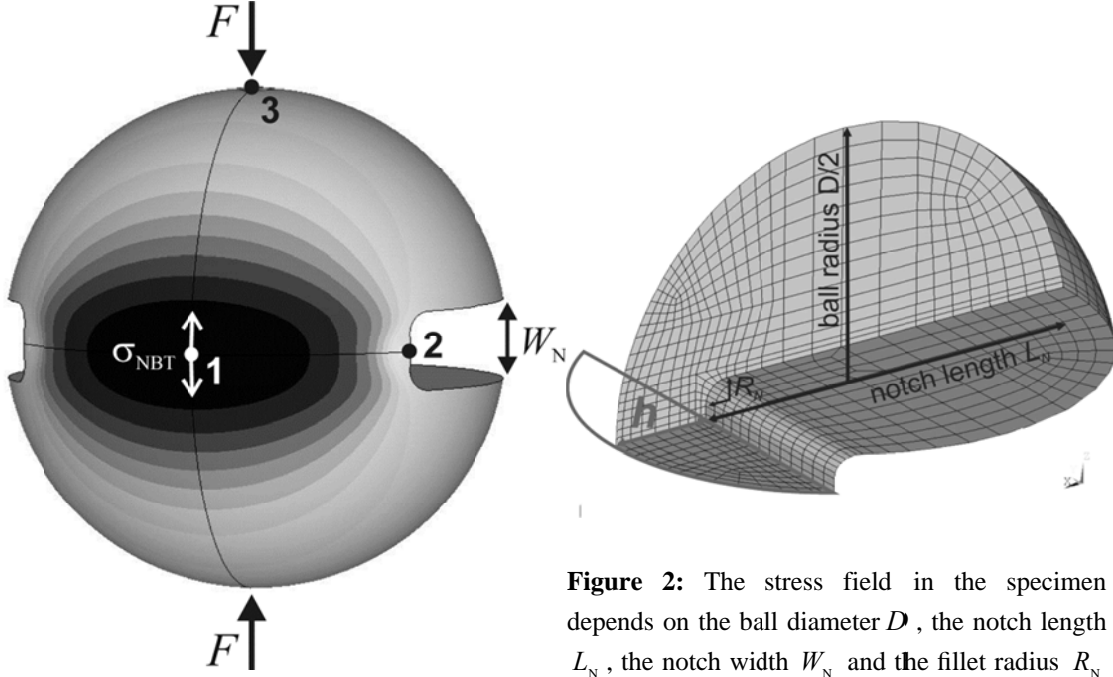 F
3
σNBT
1
2
WN
F
ball radius D/2
notch length LN
RN
h
x
Figure 2: The stress field in the specimen
depends on the ball diameter D , the notch length
LN , the notch width WN and the fillet radius RN